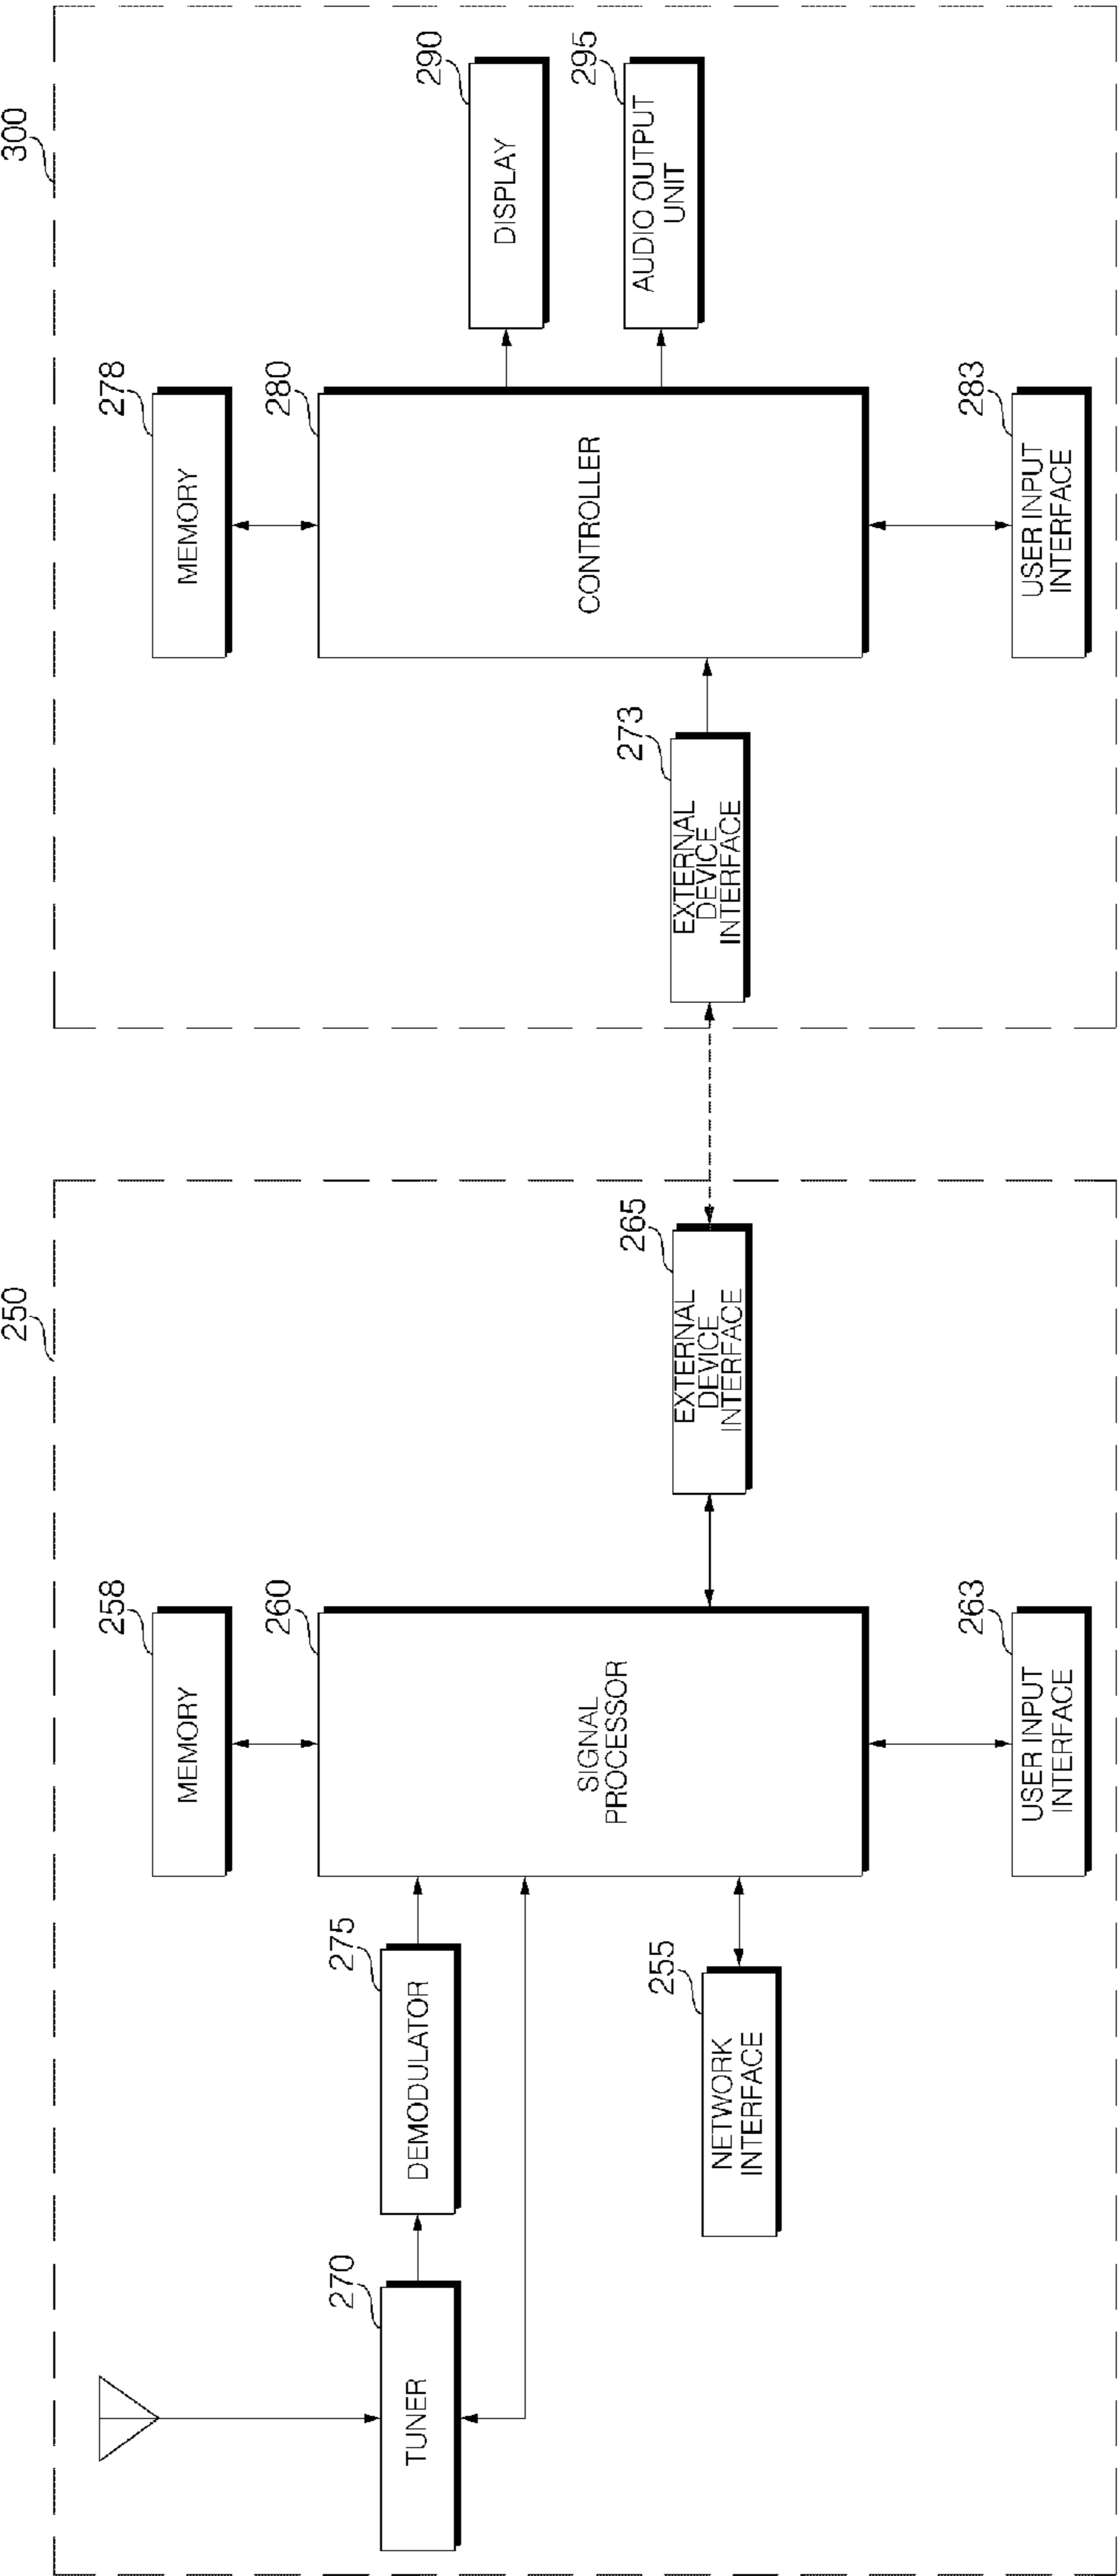 250
300
258
MEMORY
278
MEMORY
260
SIGNAL
PROCESSOR
280
CONTROLLER
270
TUNER
275
DEMODULATOR
290
DISPLAY
295
AUDIO OUTPUT
UNIT
255
NETWORK
INTERFACE
265
EXTERNAL
DEVICE
INTERFACE
273
EXTERNAL
DEVICE
INTERFACE
263
USER INPUT
INTERFACE
283
USER INPUT
INTERFACE